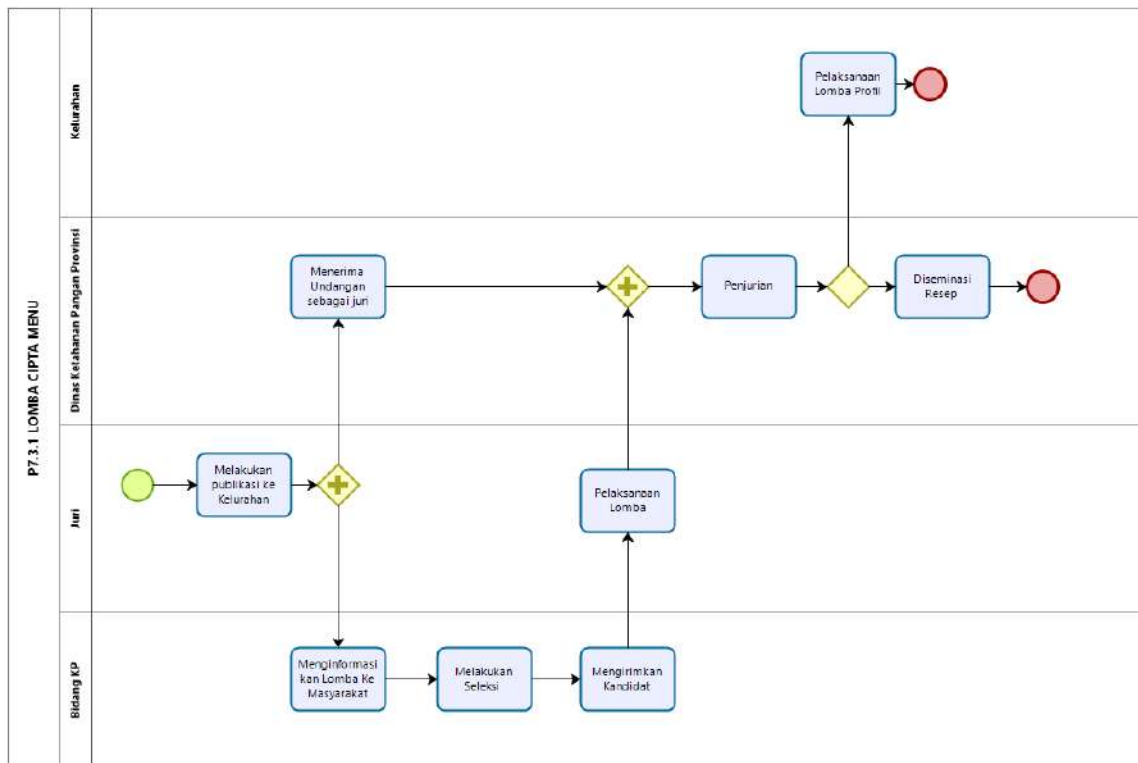 P7.3.1 LOMBA CIPTA MENU
Kelurahan
Pelaksanaan
Lomba Profil
Dinas Ketahanan Pangan Provinsi
Menerima
Undangan
sebagai juri
Penjurian
Diseminasi
Resep
Juri
Melakukan
publikasi ke
Kelurahan
Pelaksanaan
Lomba
Bidang KP
Menginformasi
kan Lomba Ke
Masyarakat
Melakukan
Seleksi
Mengirimkan
Kandidat